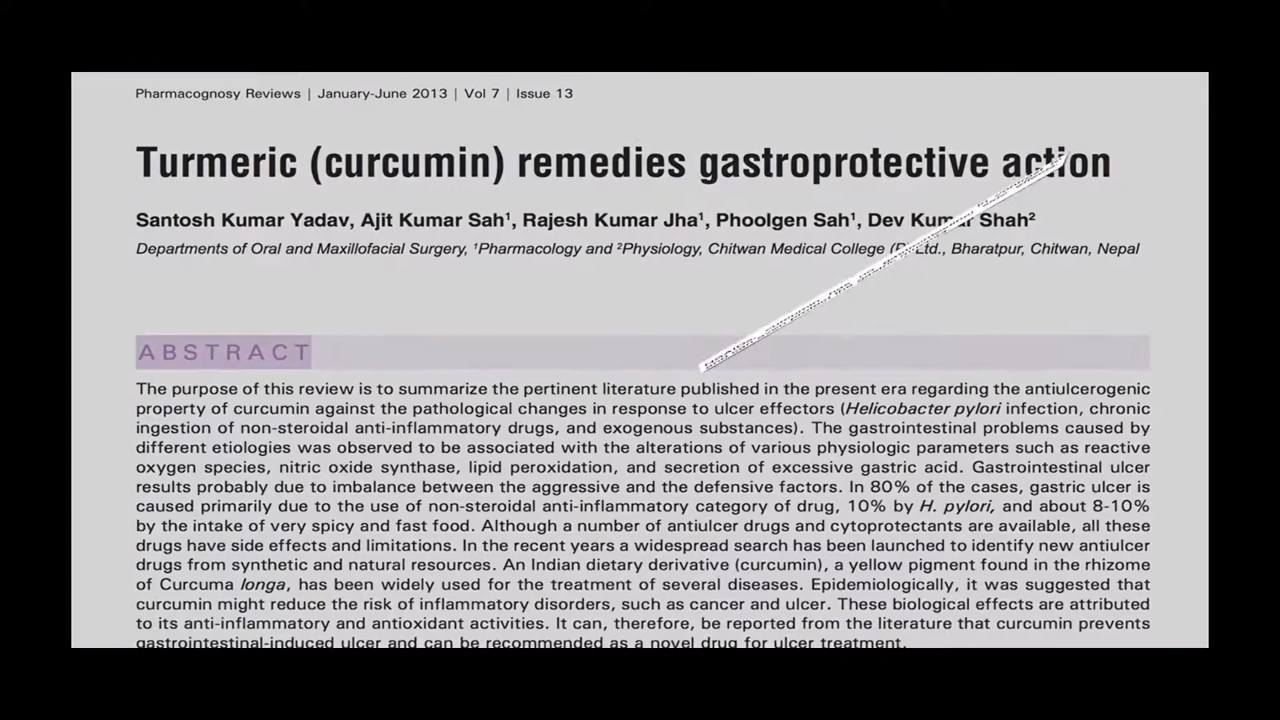 Pharmacognosy Reviews | January-June 2013 | Vol 7 | Issue 13
Turmeric (curcumin) remedies gastroprotective action
Santosh Kumar Yadav, Ajit Kumar Sah¹, Rajesh Kumar Jha¹, Phoolgen Sah¹, Dev Kumar Shah²
Departments of Oral and Maxillofacial Surgery, ¹Pharmacology and ²Physiology, Chitwan Medical College Ltd., Bharatpur, Chitwan, Nepal
ABSTRACT
The purpose of this review is to summarize the pertinent literature published in the present era regarding the antiulcerogenic
property of curcumin against the pathological changes in response to ulcer effectors (Helicobacter pylori infection, chronic
ingestion of non-steroidal anti-inflammatory drugs, and exogenous substances). The gastrointestinal problems caused by
different etiologies was observed to be associated with the alterations of various physiologic parameters such as reactive
oxygen species, nitric oxide synthase, lipid peroxidation, and secretion of excessive gastric acid. Gastrointestinal ulcer
results probably due to imbalance between the aggressive and the defensive factors. In 80% of the cases, gastric ulcer is
caused primarily due to the use of non-steroidal anti-inflammatory category of drug, 10% by H. pylori, and about 8-10%
by the intake of very spicy and fast food. Although a number of antiulcer drugs and cytoprotectants are available, all these
drugs have side effects and limitations. In the recent years a widespread search has been launched to identify new antiulcer
drugs from synthetic and natural resources. An Indian dietary derivative (curcumin), a yellow pigment found in the rhizome
of Curcuma longa, has been widely used for the treatment of several diseases. Epidemiologically, it was suggested that
curcumin might reduce the risk of inflammatory disorders, such as cancer and ulcer. These biological effects are attributed
to its anti-inflammatory and antioxidant activities. It can, therefore, be reported from the literature that curcumin prevents
gastrointestinal-induced ulcer and can be recommended as a novel drug for ulcer treatment.